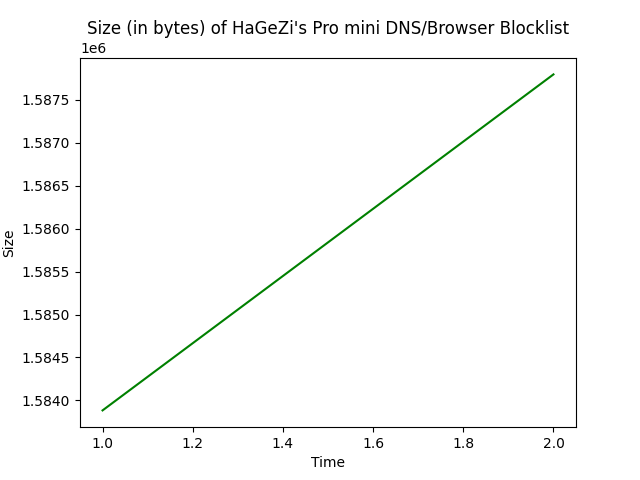 Size (in bytes) of HaGeZi's Pro mini DNS/Browser Blocklist
1e6
1.5875
1.5870
1.5865
1.5860
1.5855
1.5850
1.5845
1.5840
Size
1.0 1.2 1.4 1.6 1.8 2.0
Time